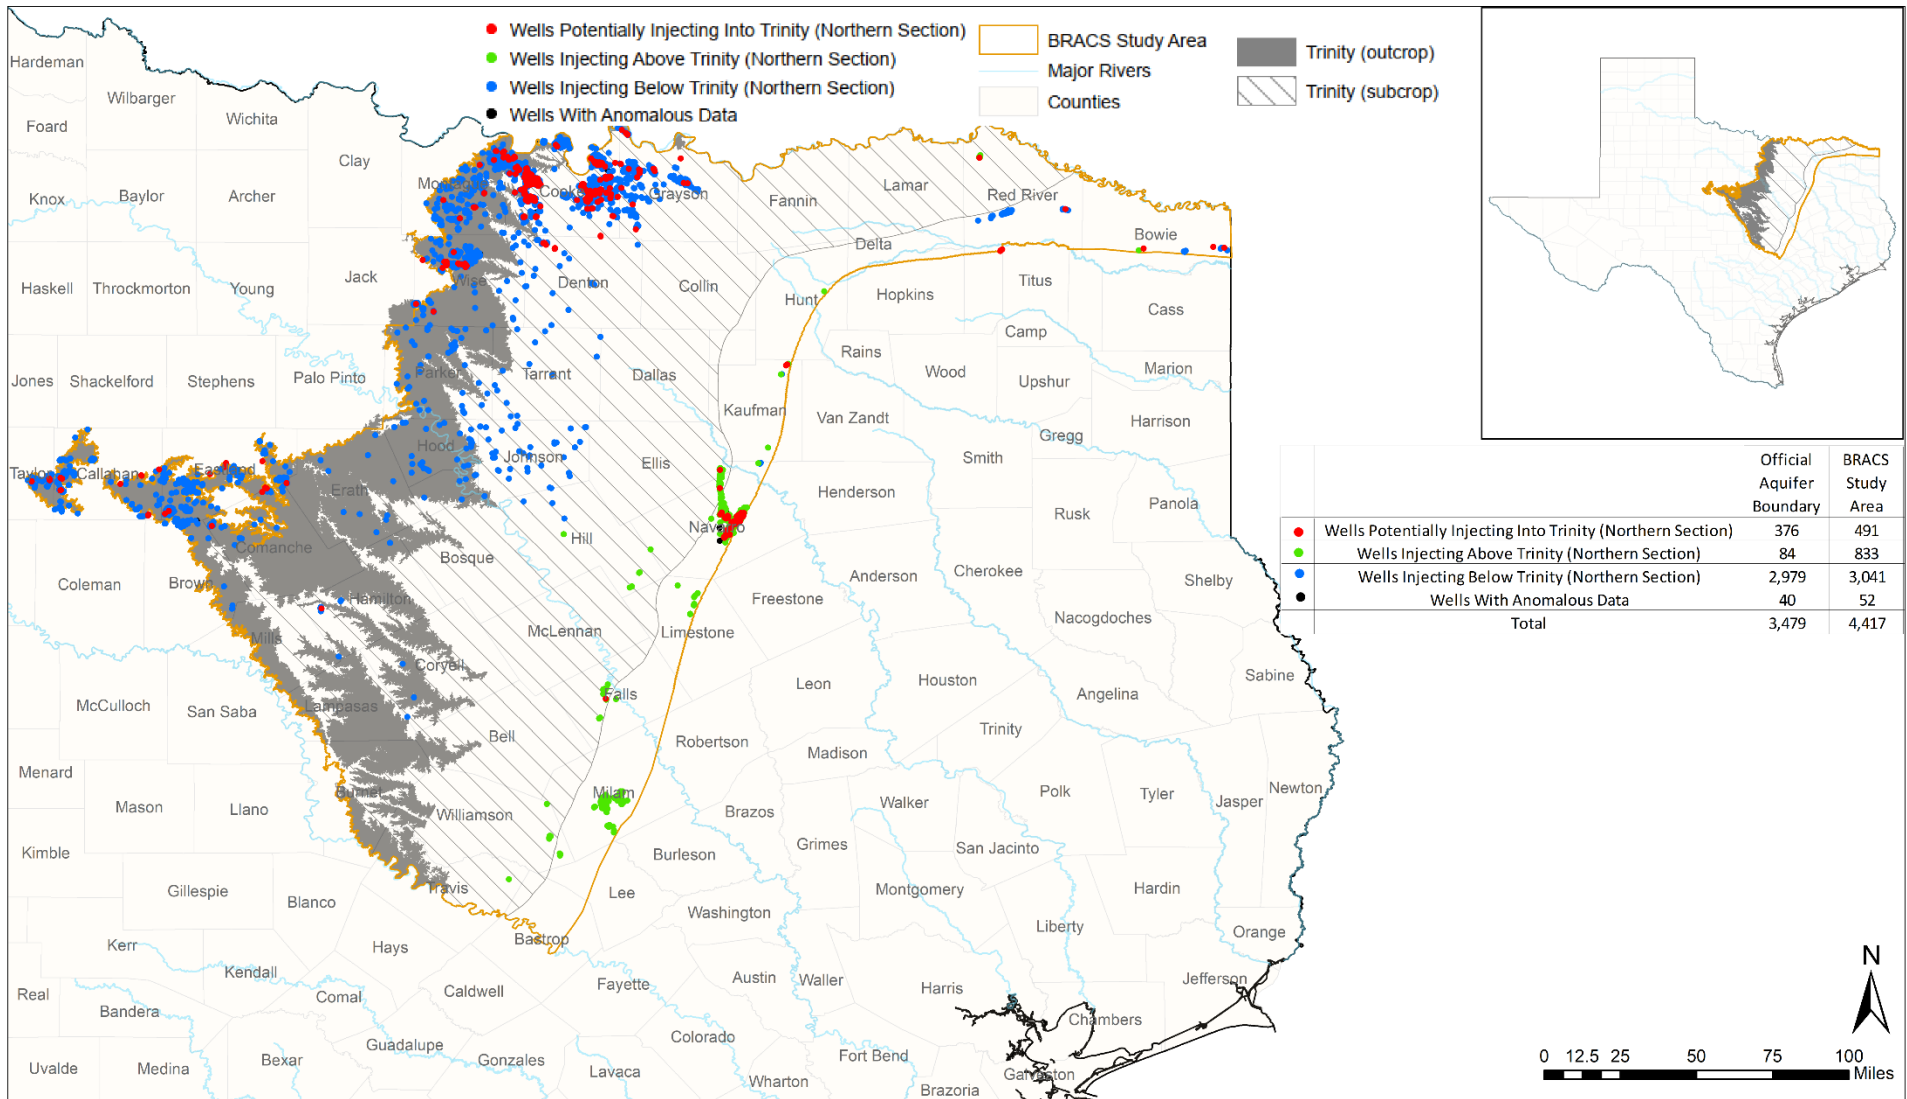 Wells Potentially Injecting Into Trinity (Northern Section)
Wells Injecting Above Trinity (Northern Section)
Wells Injecting Below Trinity (Northern Section)
Wells With Anomalous Data
BRACS Study Area
Major Rivers
Counties
Trinity (outcrop)
Trinity (subcrop)
Hardeman
Wilbarger
Wichita
Foard
Clay
Knox
Baylor
Archer
Cooke
Grayson
Fannin
Lamar
Red River
Bowie
Delta
Jack
Wise
Denton
Collin
Hunt
Hopkins
Titus
Cass
Haskell
Throckmorton
Young
Camp
Rains
Wood
Marion
Upshur
Jones
Shackelford
Stephens
Palo Pinto
Parker
Tarrant
Dallas
Kaufman
Van Zandt
Harrison
Gregg
Smith
Taylor
Callahan
Eastland
Hood
Johnson
Ellis
Erath
Henderson
Panola
Rusk
Navarro
Hill
Comanche
Bosque
Coleman
Brown
Hamilton
Anderson
Cherokee
Shelby
Freestone
Nacogdoches
McLennan
Limestone
Mills
Coryell
Sabine
Houston
Angelina
Leon
Falls
McCulloch
San Saba
Lampasas
Trinity
Bell
Robertson
Madison
Menard
Mason
Llano
Burnet
Williamson
Milam
Brazos
Walker
Polk
Tyler
Jasper
Newton
Kimble
Burleson
Grimes
San Jacinto
Gillespie
Travis
Blanco
Lee
Washington
Montgomery
Hardin
Liberty
Orange
Kerr
Hays
Bastrop
Kendall
Comal
Caldwell
Fayette
Austin
Waller
Harris
Jefferson
Real
Bandera
Chambers
Colorado
Guadalupe
Gonzales
Fort Bend
Uvalde
Medina
Bexar
Lavaca
Wharton
Brazoria
Galveston
Official Aquifer Boundary
BRACS Study Area
Wells Potentially Injecting Into Trinity (Northern Section) 376 491
Wells Injecting Above Trinity (Northern Section) 84 833
Wells Injecting Below Trinity (Northern Section) 2,979 3,041
Wells With Anomalous Data 40 52
Total 3,479 4,417
N
0 12.5 25 50 75 100
Miles